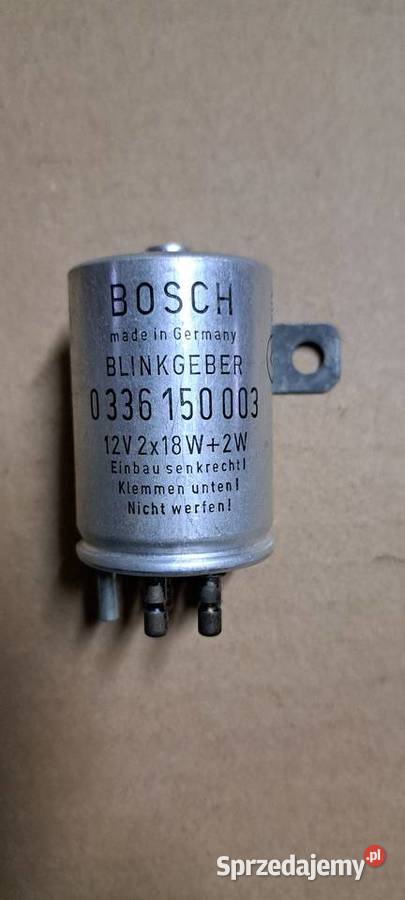 BOSCH
made in Germany
BLINKGEBER
0 336 150 003
12V 2x18W+2W
Einbau senkrecht!
Klemmen unten!
Nicht werfen!
Sprzedajemy.pl